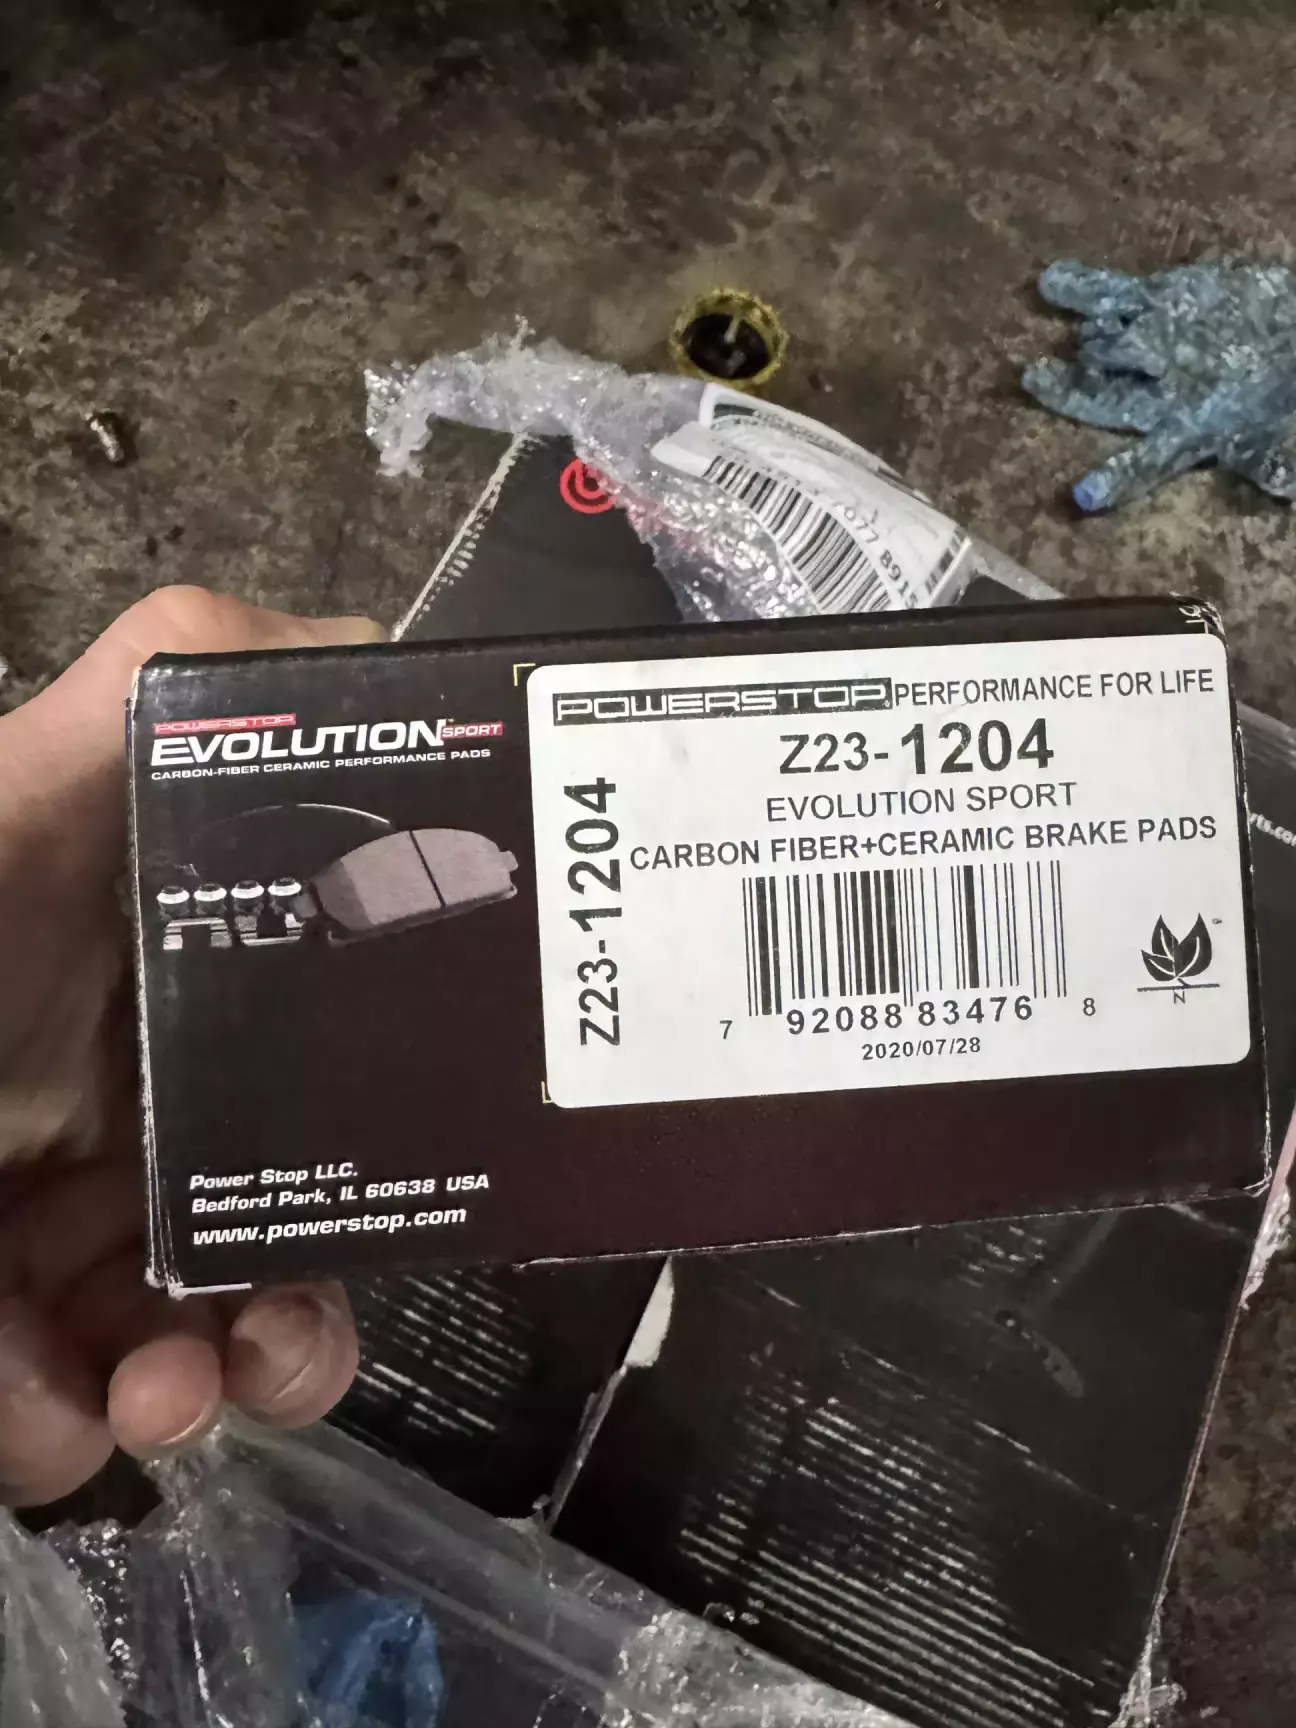 077 891
POWERSTOP
EVOLUTION SPORT
CARBON-FIBER CERAMIC PERFORMANCE PADS
POWERSTOP PERFORMANCE FOR LIFE
Z23-1204
EVOLUTION SPORT
CARBON FIBER+CERAMIC BRAKE PADS
Z23-1204
7 92088 83476 8
2020/07/28
N
Power Stop LLC.
Bedford Park, IL 60638 USA
www.powerstop.com